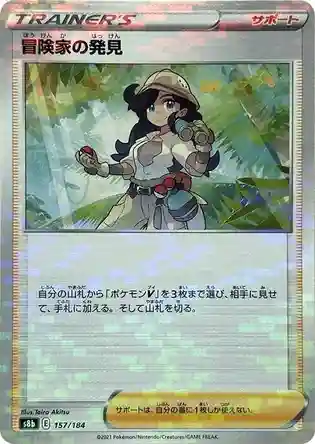 TRAINER'S サポート
冒険家の発見
自分の山札から「ポケモンV」を3枚まで選び、相手に見せ
て、手札に加える。そして山札を切る。
Illus. Taira Akitsu
s8b E 157/184
サポートは、自分の番に1枚しか使えない。
©2021 Pokémon/Nintendo/Creatures/GAME FREAK.